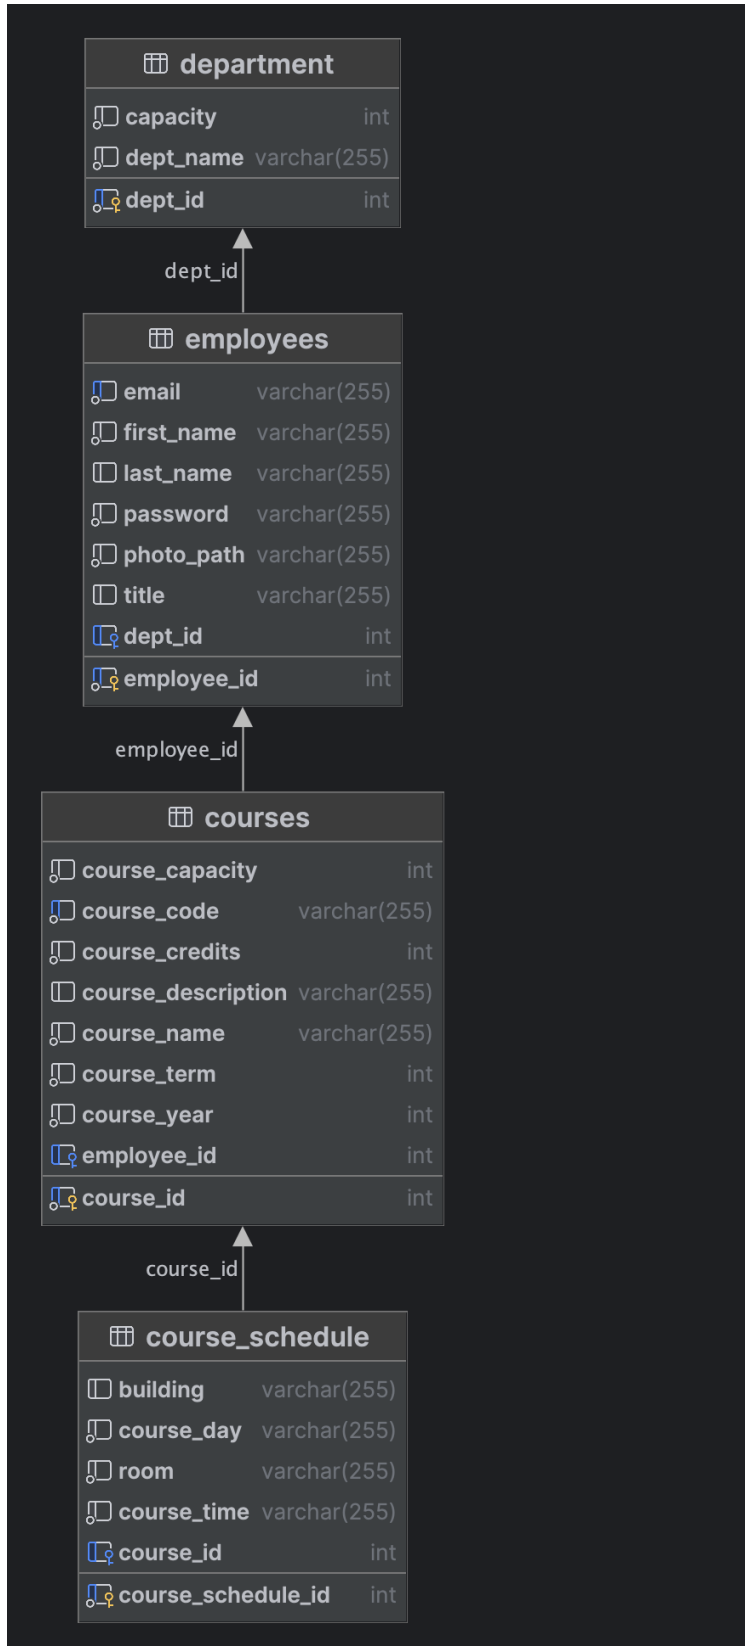 department
capacity int
dept_name varchar(255)
dept_id int
dept_id
employees
email varchar(255)
first_name varchar(255)
last_name varchar(255)
password varchar(255)
photo_path varchar(255)
title varchar(255)
dept_id int
employee_id int
employee_id
courses
course_capacity int
course_code varchar(255)
course_credits int
course_description varchar(255)
course_name varchar(255)
course_term int
course_year int
employee_id int
course_id int
course_id
course_schedule
building varchar(255)
course_day varchar(255)
room varchar(255)
course_time varchar(255)
course_id int
course_schedule_id int